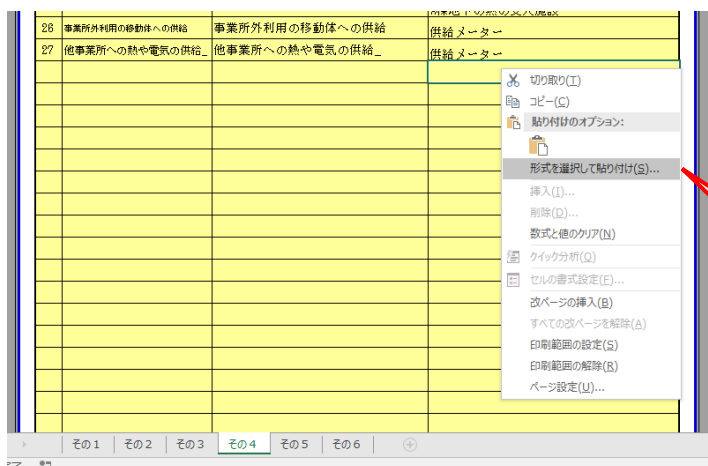 26 事業所外利用の移動体への供給 事業所外利用の移動体への供給 供給メーター
27 他事業所への熱や電気の供給_ 他事業所への熱や電気の供給_ 供給メーター
切り取り(T)
コピー(C)
貼り付けのオプション:
形式を選択して貼り付け(S)...
挿入(I)...
削除(D)...
数式と値のクリア(N)
クイック分析(Q)
セルの書式設定(F)...
改ページの挿入(B)
すべての改ページを解除(A)
印刷範囲の設定(S)
印刷範囲の解除(R)
ページ設定(U)...
その1 その2 その3 その4 その5 その6